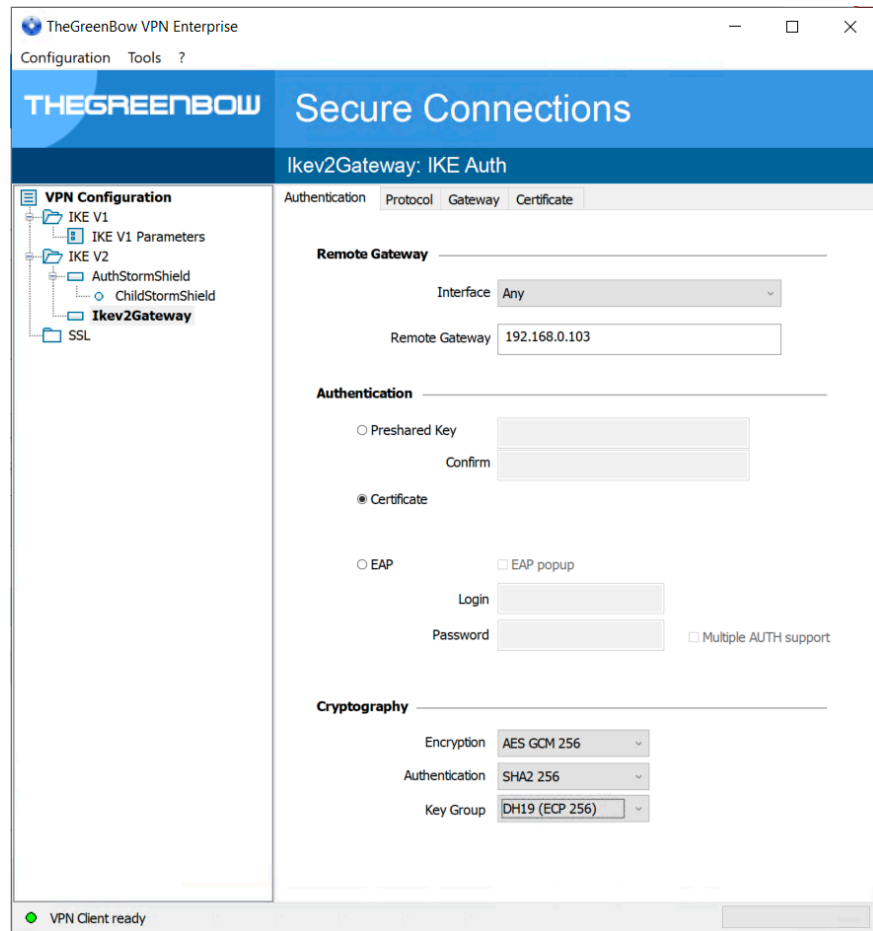 TheGreenBow VPN Enterprise
Configuration Tools ?
THEGREENBOW
Secure Connections
Ikev2Gateway: IKE Auth
VPN Configuration
IKE V1
IKE V1 Parameters
IKE V2
AuthStormShield
ChildStormShield
Ikev2Gateway
SSL
Authentication Protocol Gateway Certificate
Remote Gateway
Interface Any
Remote Gateway 192.168.0.103
Authentication
Preshared Key
Confirm
Certificate
EAP EAP popup
Login
Password Multiple AUTH support
Cryptography
Encryption AES GCM 256
Authentication SHA2 256
Key Group DH19 (ECP 256)
VPN Client ready